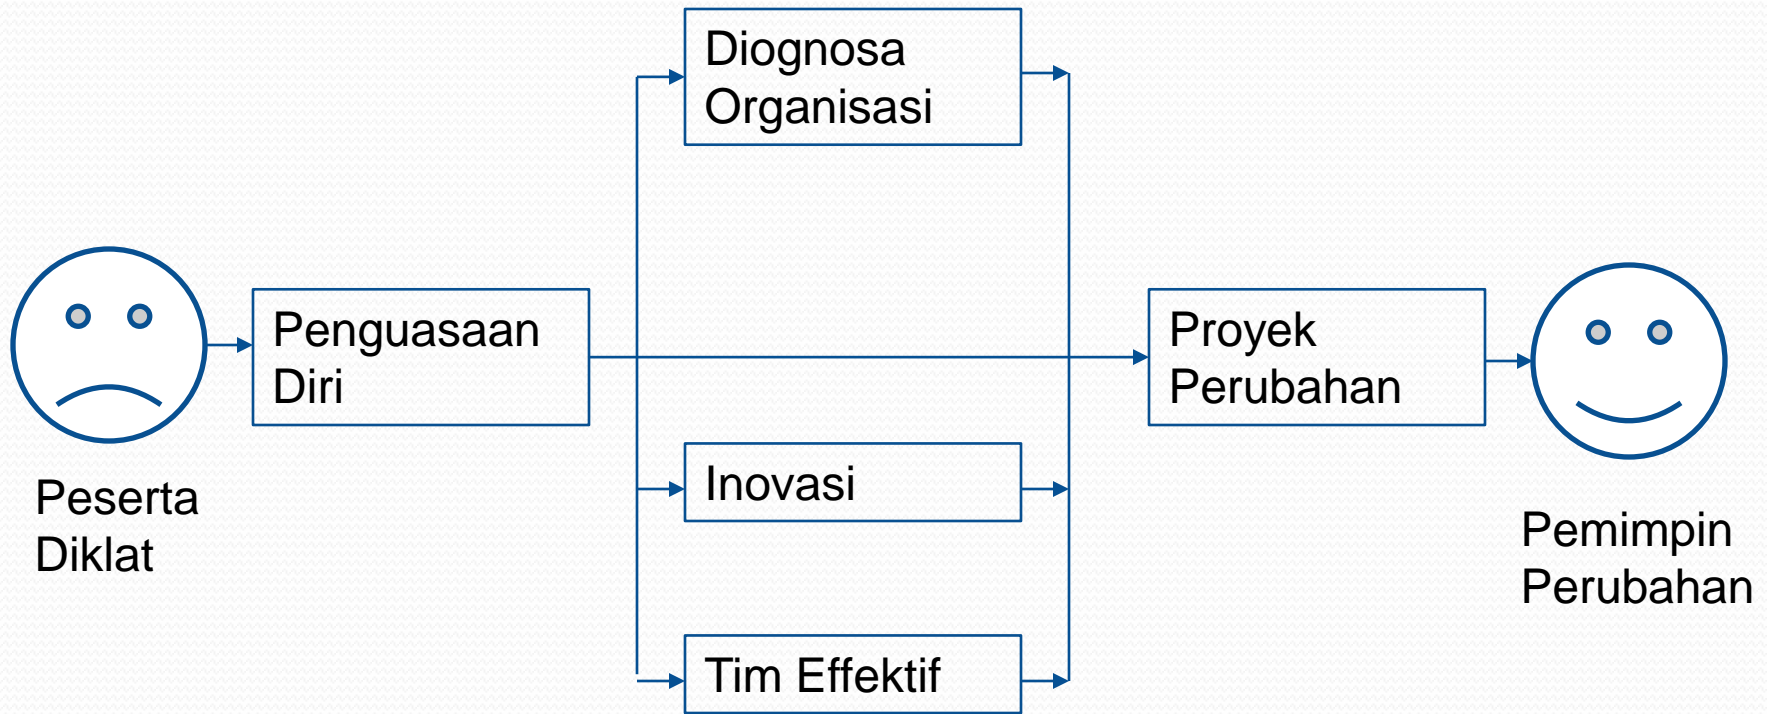 Diognosa
Organisasi
Penguasaan
Diri
Proyek
Perubahan
Inovasi
Peserta
Diklat
Pemimpin
Perubahan
Tim Effektif